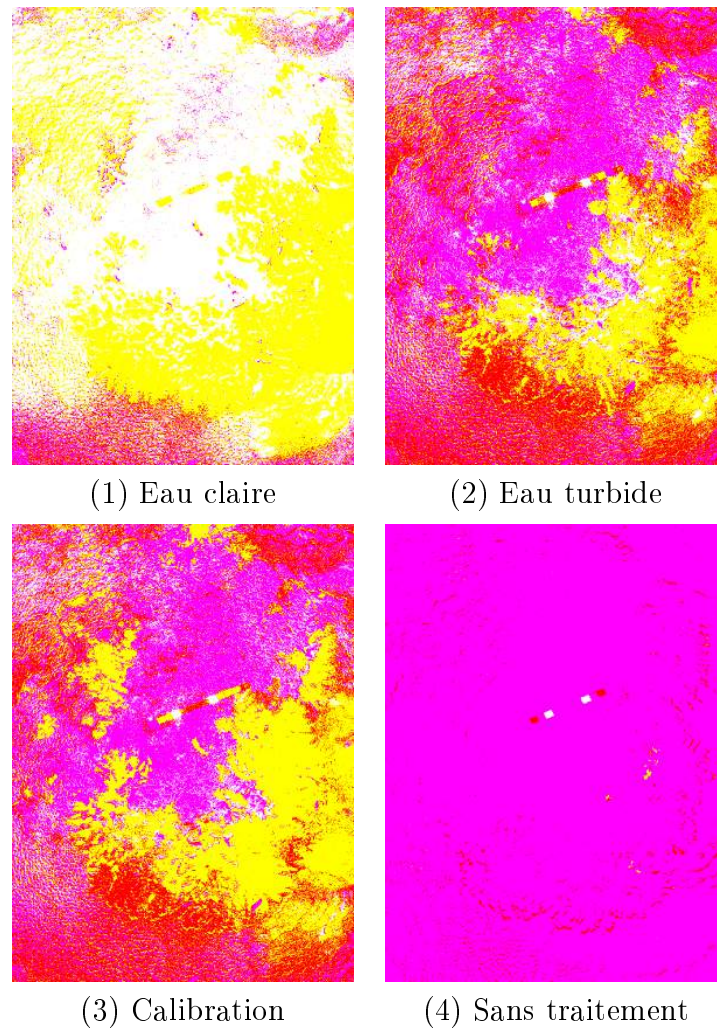 (1) Eau claire
(2) Eau turbide
(3) Calibration
(4) Sans traitement